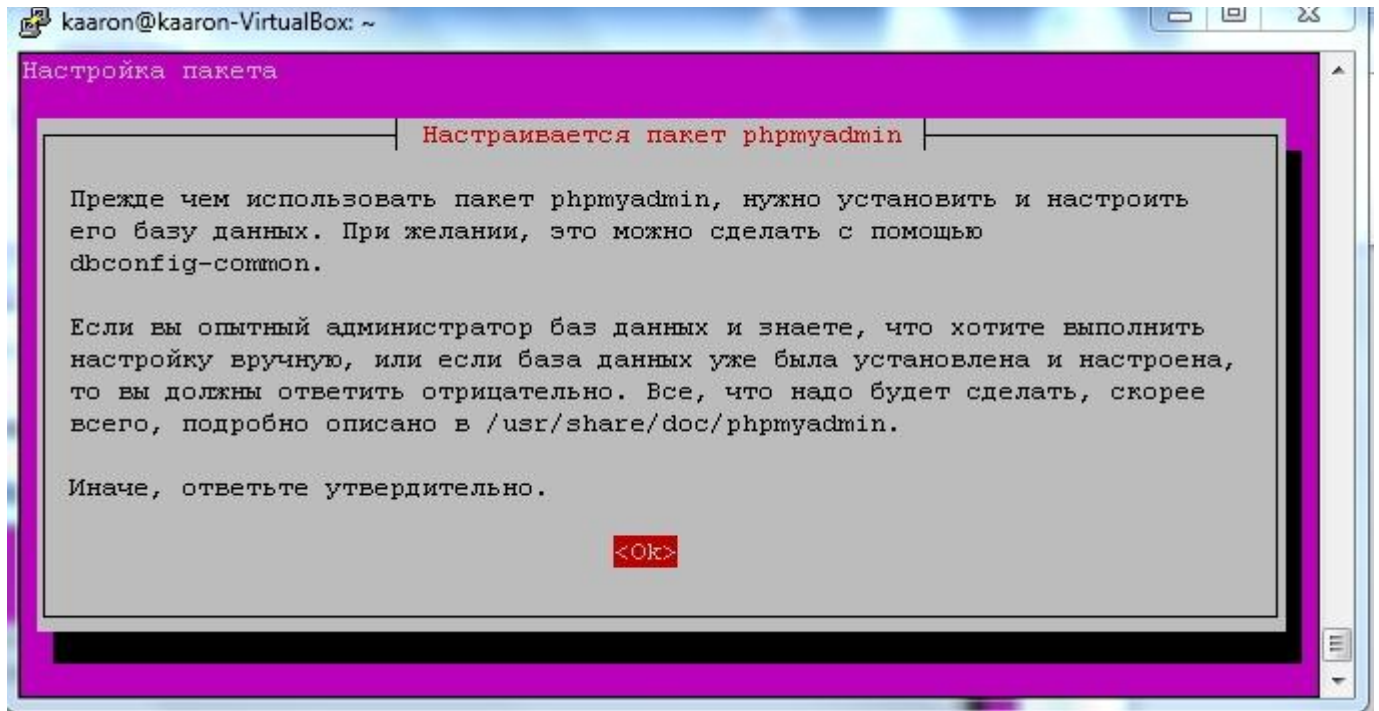 kaaron@kaaron-VirtualBox: ~
Настройка пакета
Настраивается пакет phpmyadmin
Прежде чем использовать пакет phpmyadmin, нужно установить и настроить
его базу данных. При желании, это можно сделать с помощью
dbconfig-common.
Если вы опытный администратор баз данных и знаете, что хотите выполнить
настройку вручную, или если база данных уже была установлена и настроена,
то вы должны ответить отрицательно. Все, что надо будет сделать, скорее
всего, подробно описано в /usr/share/doc/phpmyadmin.
Иначе, ответьте утвердительно.
<Ok>